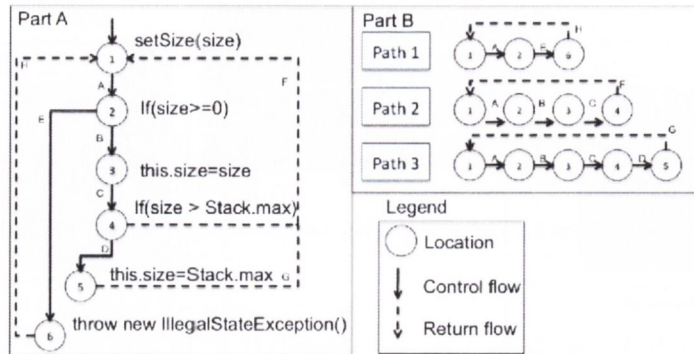 Part A
setSize(size)
H
1
F
A
E
2
If(size>=0)
B
3
this.size=size
C
If(size > Stack.max)
4
D
this.size=Stack.max
G
5
throw new IllegalStateException()
6
Part B
H
Path 1
1 A 2 E 6
F
Path 2
1 A 2 B 3 C 4
G
Path 3
1 A 2 B 3 C 4 D 5
Legend
Location
Control flow
Return flow